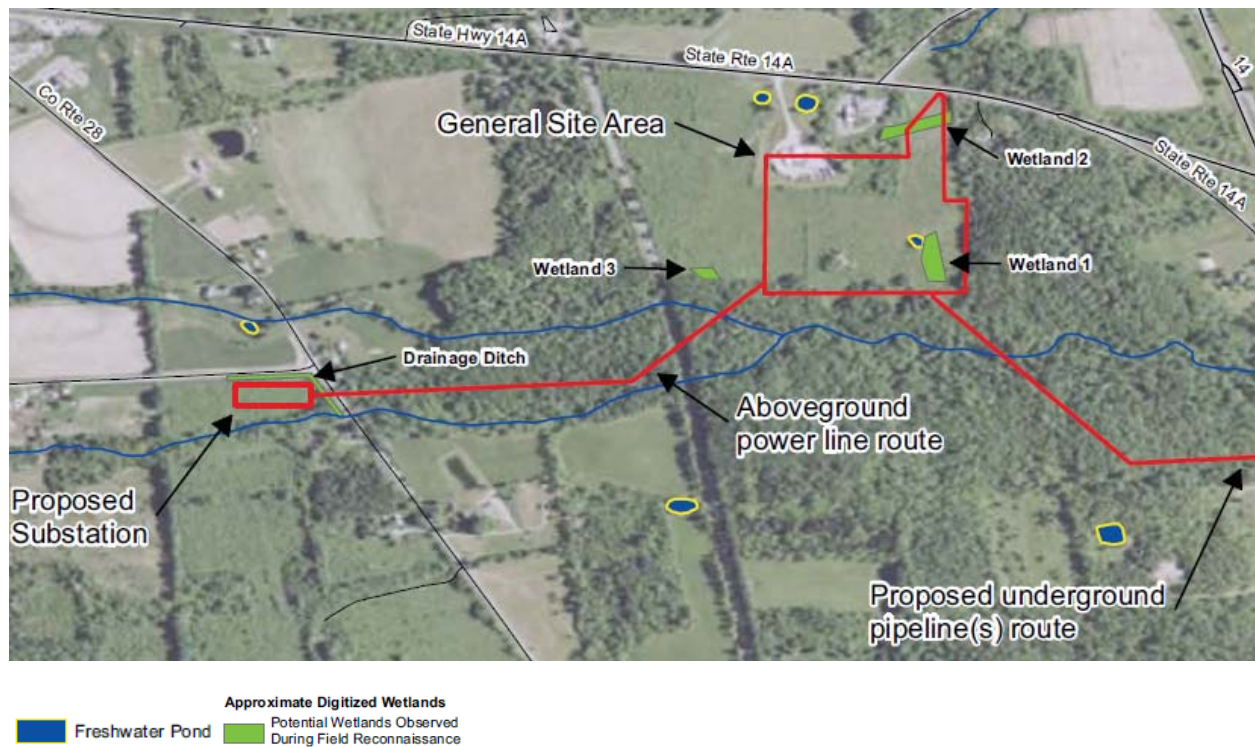 State Hwy 14A
State Rte 14A
14
Co Rte 28
General Site Area
Wetland 2
State Rte 14A
Wetland 3
Wetland 1
Drainage Ditch
Aboveground
power line route
Proposed
Substation
Proposed underground
pipeline(s) route
Approximate Digitized Wetlands
Freshwater Pond
Potential Wetlands Observed
During Field Reconnaissance